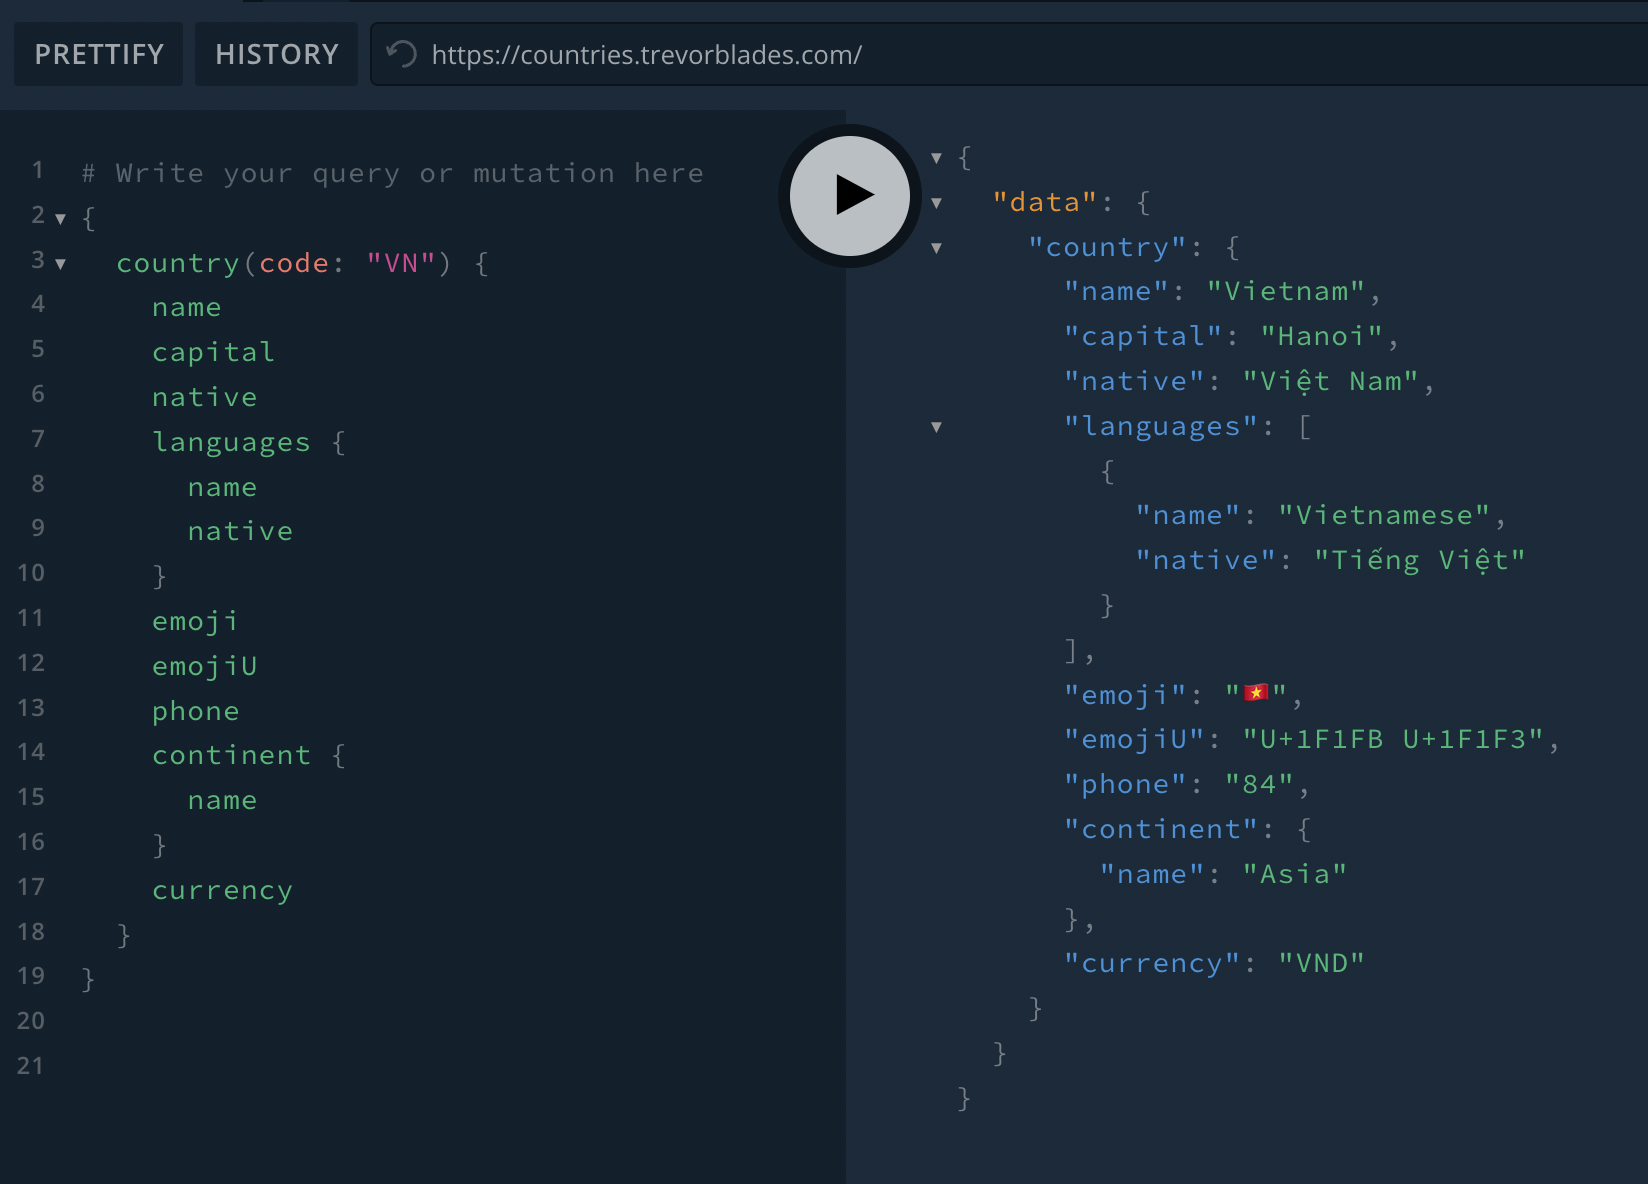 PRETTIFY HISTORY https://countries.trevorblades.com/
1 # Write your query or mutation here
2 {
3 country(code: "VN") {
4 name
5 capital
6 native
7 languages {
8 name
9 native
10 }
11 emoji
12 emojiU
13 phone
14 continent {
15 name
16 }
17 currency
18 }
19 }
20
21
{
"data": {
"country": {
"name": "Vietnam",
"capital": "Hanoi",
"native": "Việt Nam",
"languages": [
{
"name": "Vietnamese",
"native": "Tiếng Việt"
}
],
"emoji": "🇻🇳",
"emojiU": "U+1F1FB U+1F1F3",
"phone": "84",
"continent": {
"name": "Asia"
},
"currency": "VND"
}
}
}